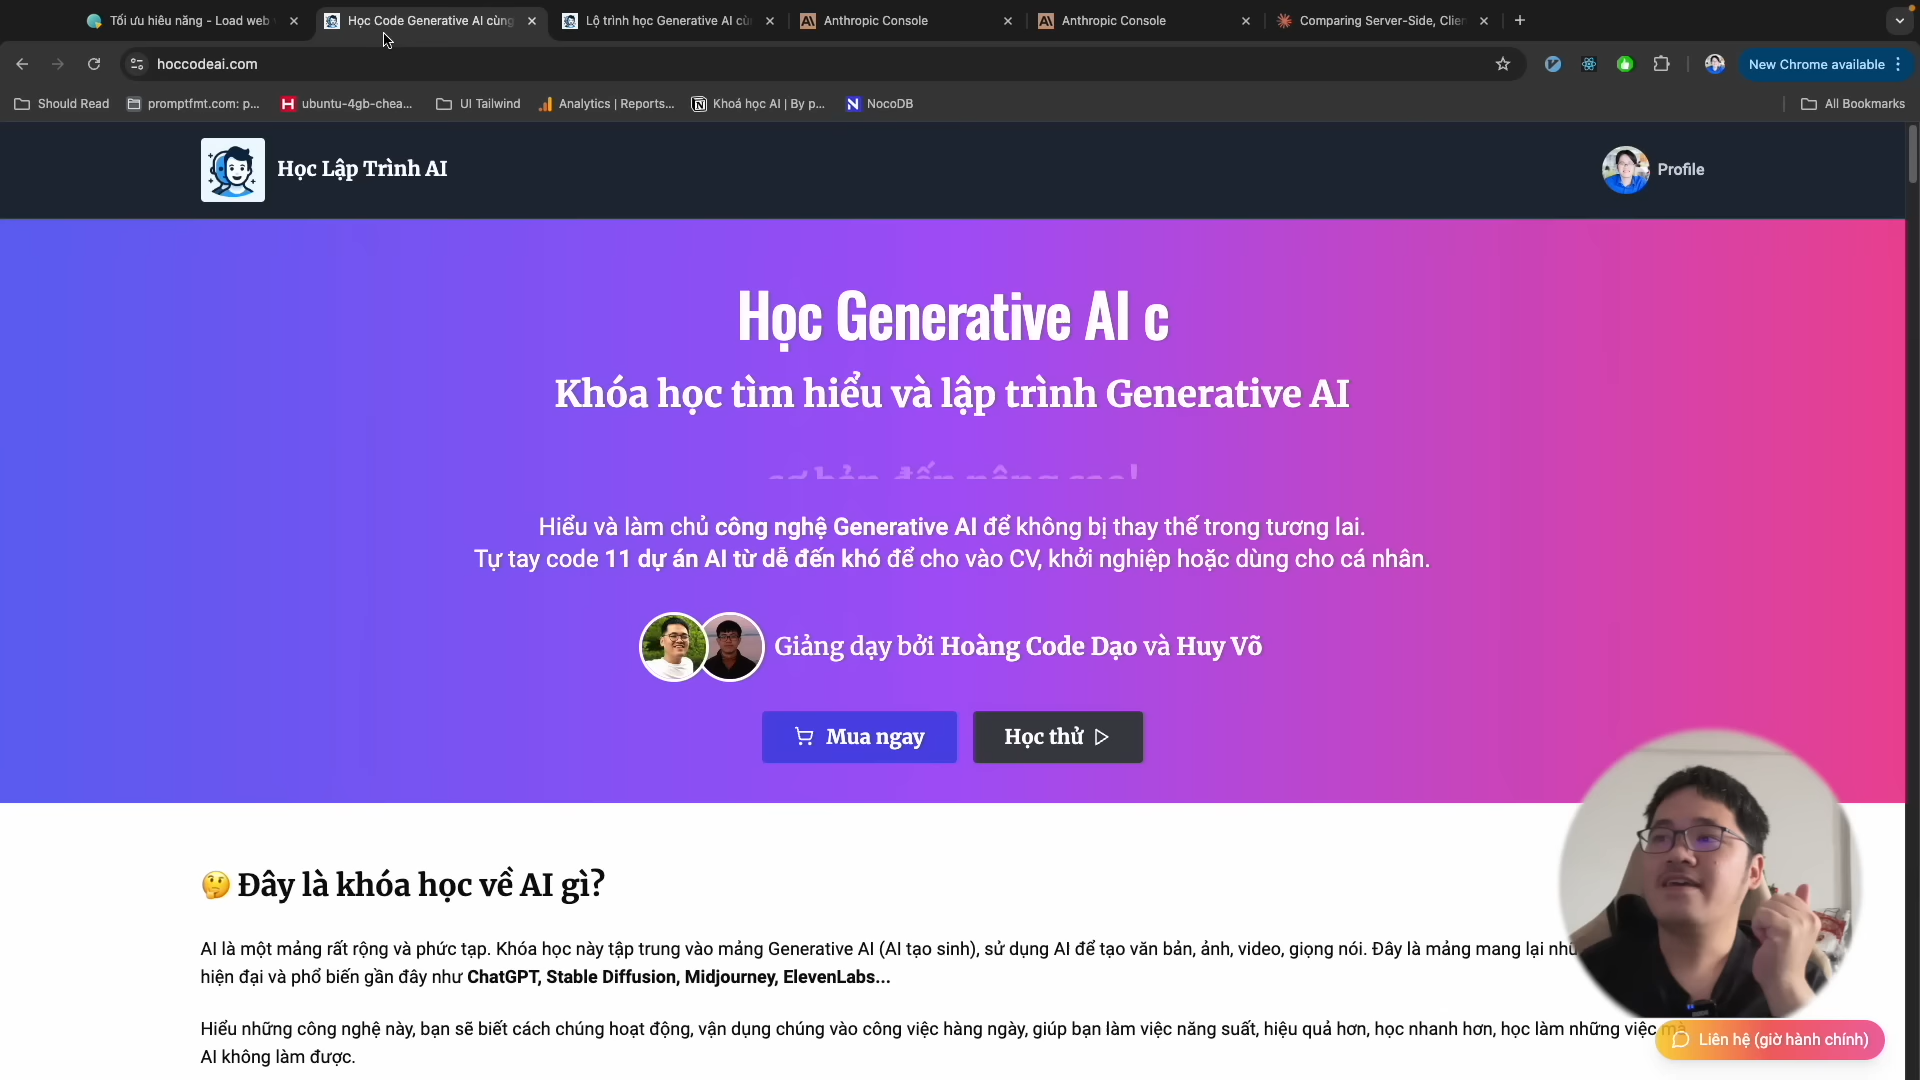 Tối ưu hiêu năng - Load web
Học Code Generative AI cùng
Lộ trình học Generative AI cù
Anthropic Console
Anthropic Console
Comparing Server-Side, Clien
hoccodeai.com
New Chrome available
Should Read
promptfmt.com: p...
ubuntu-4gb-chea...
UI Tailwind
Analytics | Reports...
Khoá học AI | By p...
NocoDB
All Bookmarks
Học Lập Trình AI
Profile
Học Generative AI c
Khóa học tìm hiểu và lập trình Generative AI
cơ bản đến nâng cao!
Hiểu và làm chủ công nghệ Generative AI để không bị thay thế trong tương lai.
Tự tay code 11 dự án AI từ dễ đến khó để cho vào CV, khởi nghiệp hoặc dùng cho cá nhân.
Giảng dạy bởi Hoàng Code Dạo và Huy Võ
Mua ngay
Học thử
🤔 Đây là khóa học về AI gì?
AI là một mảng rất rộng và phức tạp. Khóa học này tập trung vào mảng Generative AI (AI tạo sinh), sử dụng AI để tạo văn bản, ảnh, video, giọng nói. Đây là mảng mang lại nh
hiện đại và phổ biến gần đây như ChatGPT, Stable Diffusion, Midjourney, ElevenLabs...
Hiểu những công nghệ này, bạn sẽ biết cách chúng hoạt động, vận dụng chúng vào công việc hàng ngày, giúp bạn làm việc năng suất, hiệu quả hơn, học nhanh hơn, học làm những việc mà
AI không làm được.
Liên hệ (giờ hành chính)